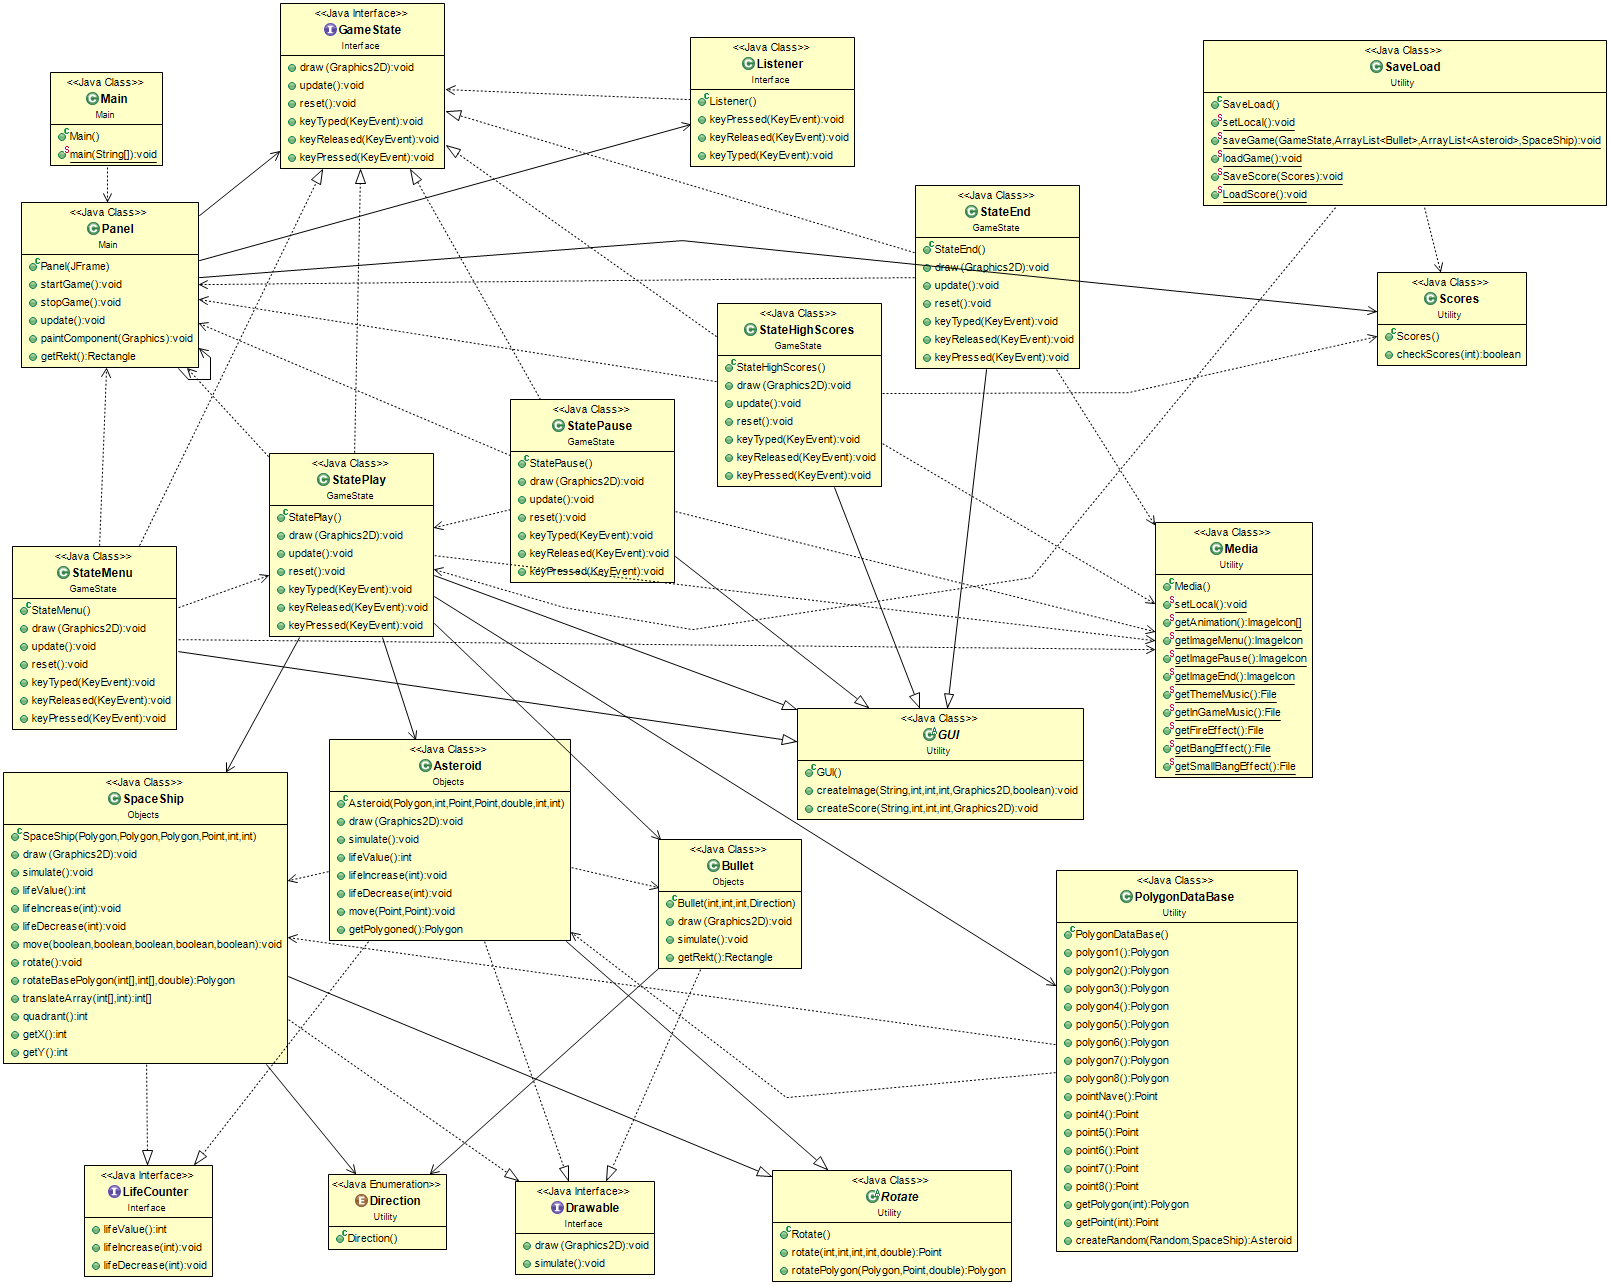 <<Java Interface>>
GameState
Interface
draw(Graphics2D):void
update():void
reset():void
keyTyped(KeyEvent):void
keyReleased(KeyEvent):void
keyPressed(KeyEvent):void
<<Java Class>>
Listener
Interface
Listener()
keyPressed(KeyEvent):void
keyReleased(KeyEvent):void
keyTyped(KeyEvent):void
<<Java Class>>
SaveLoad
Utility
SaveLoad()
setLocal():void
saveGame(GameState,ArrayList<Bullet>,ArrayList<Asteroid>,SpaceShip):void
loadGame():void
SaveScore(Scores):void
LoadScore():void
<<Java Class>>
Main
Main
Main()
main(String[]):void
<<Java Class>>
Panel
Main
Panel(JFrame)
startGame():void
stopGame():void
update():void
paintComponent(Graphics):void
getRekt():Rectangle
<<Java Class>>
StateEnd
GameState
StateEnd()
draw(Graphics2D):void
update():void
reset():void
keyTyped(KeyEvent):void
keyReleased(KeyEvent):void
keyPressed(KeyEvent):void
<<Java Class>>
Scores
Utility
Scores()
checkScores(int):boolean
<<Java Class>>
StateHighScores
GameState
StateHighScores()
draw(Graphics2D):void
update():void
reset():void
keyTyped(KeyEvent):void
keyReleased(KeyEvent):void
keyPressed(KeyEvent):void
<<Java Class>>
StatePause
GameState
StatePause()
draw(Graphics2D):void
update():void
reset():void
keyTyped(KeyEvent):void
keyReleased(KeyEvent):void
keyPressed(KeyEvent):void
<<Java Class>>
StatePlay
GameState
StatePlay()
draw(Graphics2D):void
update():void
reset():void
keyTyped(KeyEvent):void
keyReleased(KeyEvent):void
keyPressed(KeyEvent):void
<<Java Class>>
Media
Utility
Media()
setLocal():void
getAnimation():ImageIcon[]
getImageMenu():ImageIcon
getImagePause():ImageIcon
getImageEnd():ImageIcon
getThemeMusic():File
getInGameMusic():File
getFireEffect():File
getBangEffect():File
getSmallBangEffect():File
<<Java Class>>
StateMenu
GameState
StateMenu()
draw(Graphics2D):void
update():void
reset():void
keyTyped(KeyEvent):void
keyReleased(KeyEvent):void
keyPressed(KeyEvent):void
<<Java Class>>
GUI
Utility
GUI()
createImage(String,int,int,int,Graphics2D,boolean):void
createScore(String,int,int,int,Graphics2D):void
<<Java Class>>
Asteroid
Objects
Asteroid(Polygon,int,Point,Point,double,int,int)
draw(Graphics2D):void
simulate():void
lifeValue():int
lifeIncrease(int):void
lifeDecrease(int):void
move(Point,Point):void
getPolygoned():Polygon
<<Java Class>>
SpaceShip
Objects
SpaceShip(Polygon,Polygon,Polygon,Point,int,int)
draw(Graphics2D):void
simulate():void
lifeValue():int
lifeIncrease(int):void
lifeDecrease(int):void
move(boolean,boolean,boolean,boolean,boolean):void
rotate():void
rotateBasePolygon(int[],int[],double):Polygon
translateArray(int[],int):int[]
quadrant():int
getX():int
getY():int
<<Java Class>>
Bullet
Objects
Bullet(int,int,int,Direction)
draw(Graphics2D):void
simulate():void
getRekt():Rectangle
<<Java Class>>
PolygonDataBase
Utility
PolygonDataBase()
polygon1():Polygon
polygon2():Polygon
polygon3():Polygon
polygon4():Polygon
polygon5():Polygon
polygon6():Polygon
polygon7():Polygon
polygon8():Polygon
pointNave():Point
point4():Point
point5():Point
point6():Point
point7():Point
point8():Point
getPolygon(int):Polygon
getPoint(int):Point
createRandom(Random,SpaceShip):Asteroid
<<Java Interface>>
LifeCounter
Interface
lifeValue():int
lifeIncrease(int):void
lifeDecrease(int):void
<<Java Enumeration>>
Direction
Utility
Direction()
<<Java Interface>>
Drawable
Interface
draw(Graphics2D):void
simulate():void
<<Java Class>>
Rotate
Utility
Rotate()
rotate(int,int,int,int,double):Point
rotatePolygon(Polygon,Point,double):Polygon